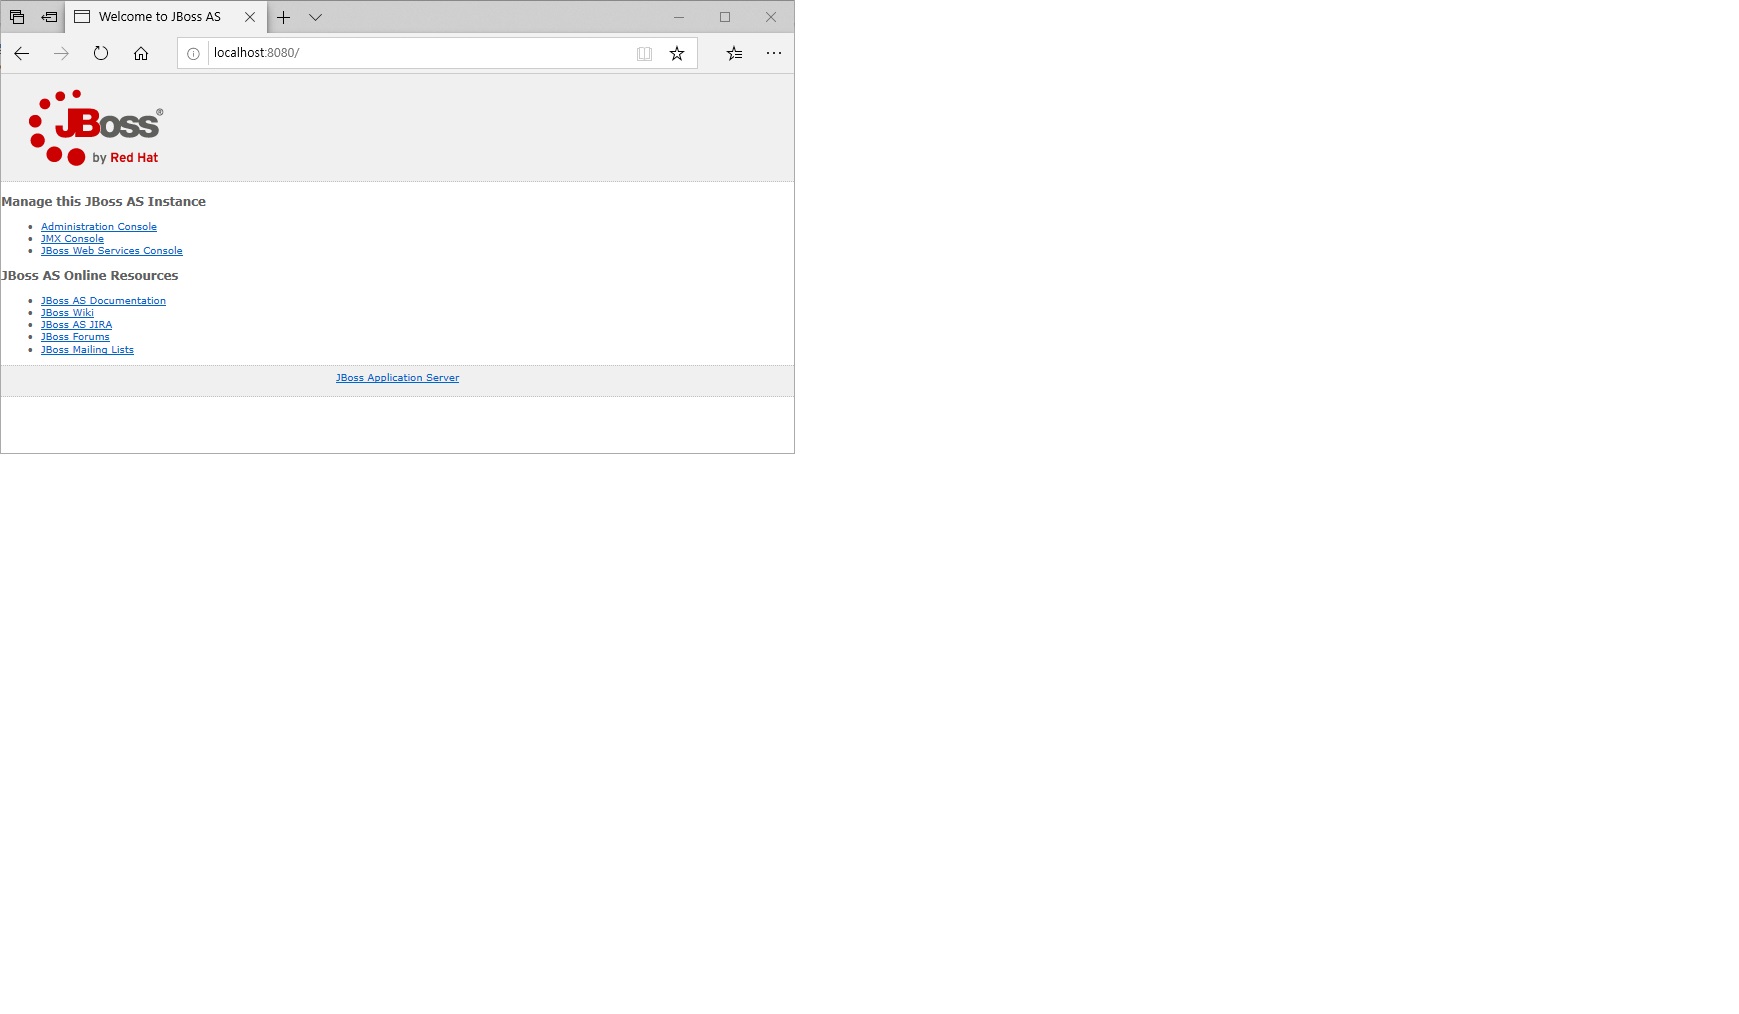 Welcome to JBoss AS
localhost:8080/
JBoss®
by Red Hat
Manage this JBoss AS Instance
Administration Console
JMX Console
JBoss Web Services Console
JBoss AS Online Resources
JBoss AS Documentation
JBoss Wiki
JBoss AS JIRA
JBoss Forums
JBoss Mailing Lists
JBoss Application Server